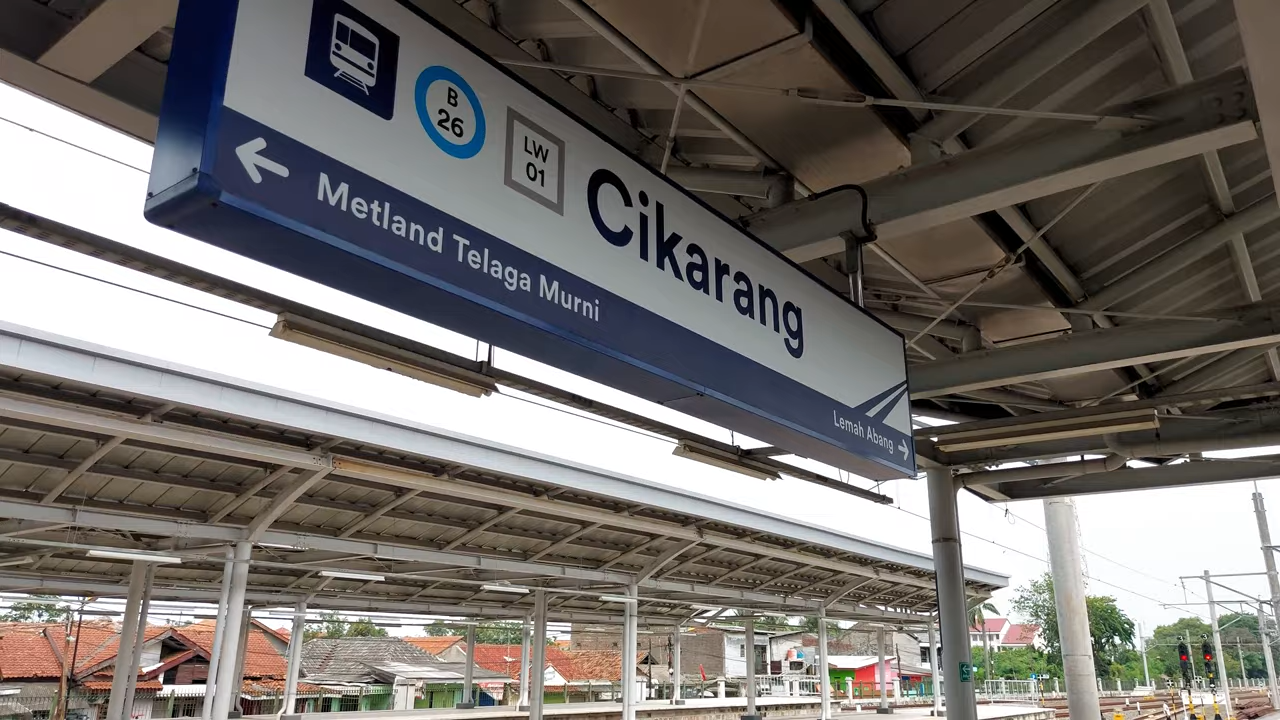 B
26
LW
01
Cikarang
← Metland Telaga Murni
Lemah Abang →